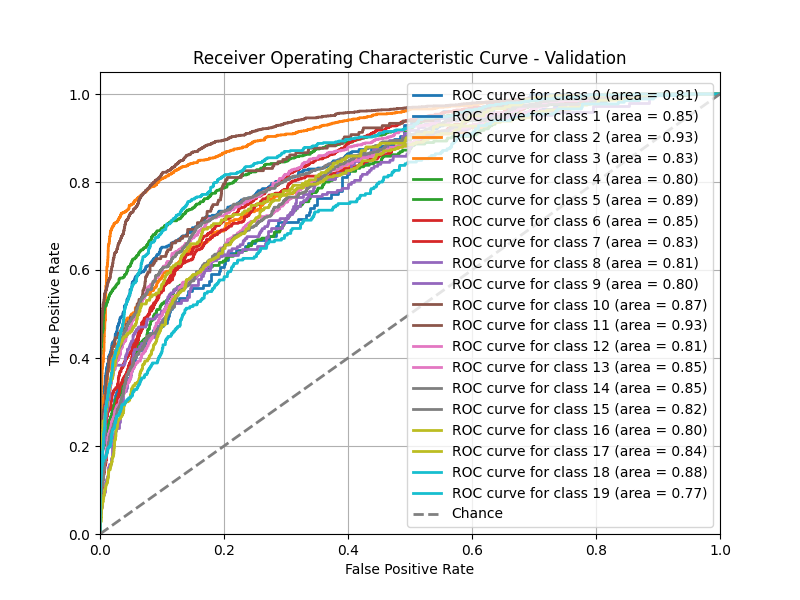 Receiver Operating Characteristic Curve - Validation
True Positive Rate
1.0
0.8
0.6
0.4
0.2
0.0
ROC curve for class 0 (area = 0.81)
ROC curve for class 1 (area = 0.85)
ROC curve for class 2 (area = 0.93)
ROC curve for class 3 (area = 0.83)
ROC curve for class 4 (area = 0.80)
ROC curve for class 5 (area = 0.89)
ROC curve for class 6 (area = 0.85)
ROC curve for class 7 (area = 0.83)
ROC curve for class 8 (area = 0.81)
ROC curve for class 9 (area = 0.80)
ROC curve for class 10 (area = 0.87)
ROC curve for class 11 (area = 0.93)
ROC curve for class 12 (area = 0.81)
ROC curve for class 13 (area = 0.85)
ROC curve for class 14 (area = 0.85)
ROC curve for class 15 (area = 0.82)
ROC curve for class 16 (area = 0.80)
ROC curve for class 17 (area = 0.84)
ROC curve for class 18 (area = 0.88)
ROC curve for class 19 (area = 0.77)
Chance
0.0 0.2 0.4 0.6 0.8 1.0
False Positive Rate